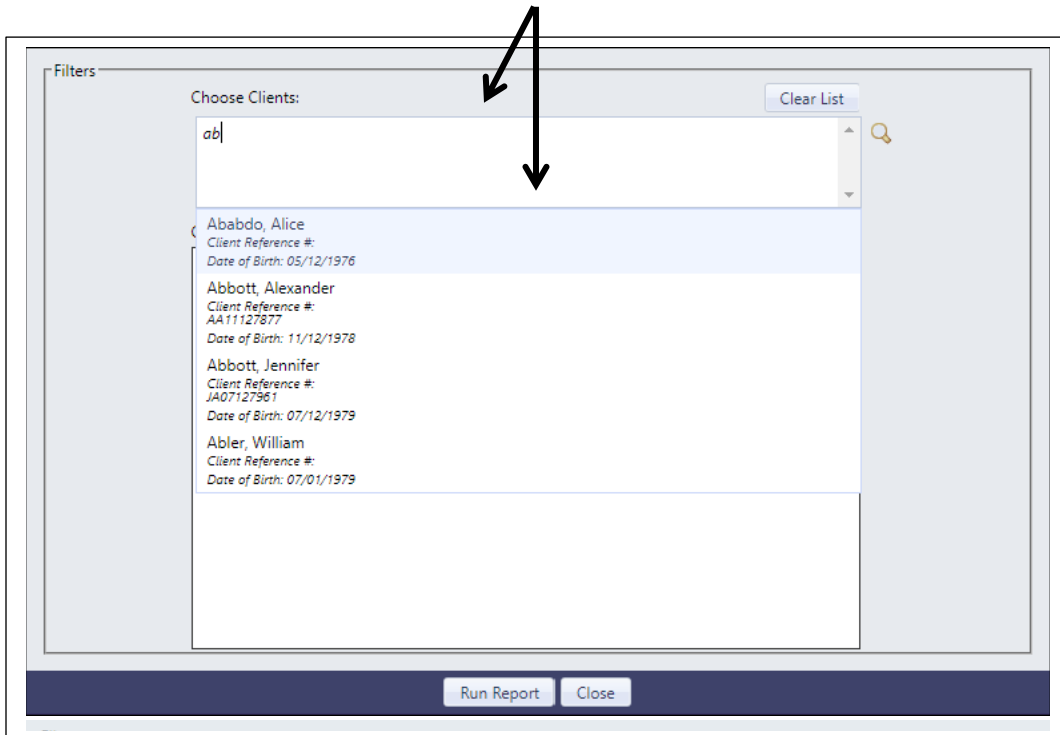 Filters
Choose Clients:
Clear List
ab
Ababdo, Alice
Client Reference #:
Date of Birth: 05/12/1976
Abbott, Alexander
Client Reference #:
AA11127877
Date of Birth: 11/12/1978
Abbott, Jennifer
Client Reference #:
JA07127961
Date of Birth: 07/12/1979
Abler, William
Client Reference #:
Date of Birth: 07/01/1979
Run Report Close